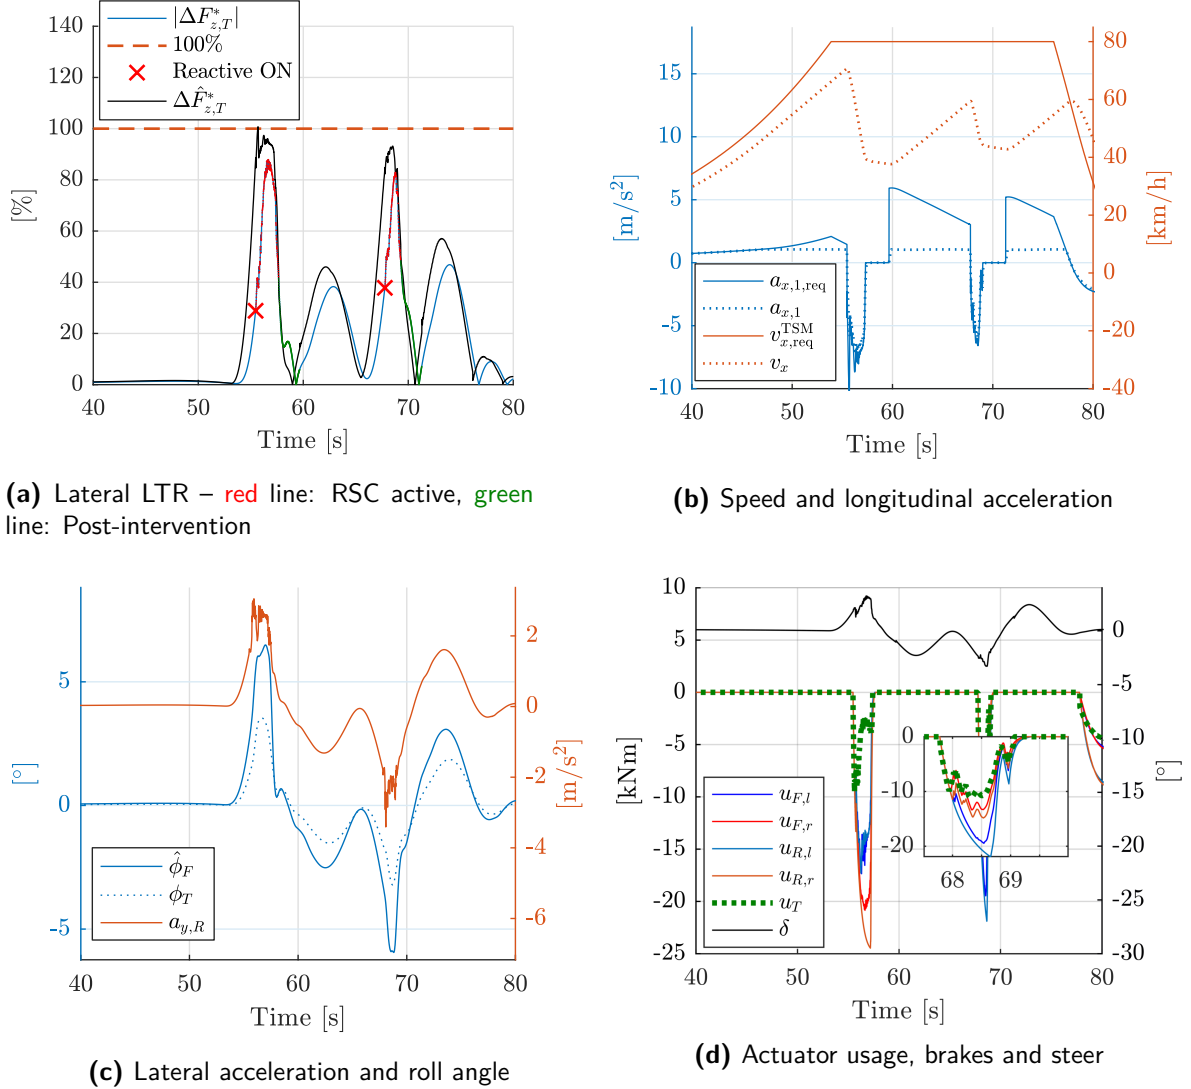 |ΔF*z,T|
100%
Reactive ON
ΔF̂*z,T
140
120
100
80
60
40
20
0
[%]
40 50 60 70 80
Time [s]
(a) Lateral LTR – red line: RSC active, green
line: Post-intervention
15
10
5
0
-5
-10
[m/s²]
80
60
40
20
0
-20
-40
[km/h]
a x,1,req
a x,1
v x,req TSM
v x
40 50 60 70 80
Time [s]
(b) Speed and longitudinal acceleration
5
0
-5
[°]
2
0
-2
-4
-6
[m/s²]
ϕ̂F
ϕT
a y,R
40 50 60 70 80
Time [s]
(c) Lateral acceleration and roll angle
10
5
0
-5
-10
-15
-20
-25
[kNm]
0
-5
-10
-15
-20
-25
-30
[°]
uF,l
uF,r
uR,l
uR,r
uT
δ
0
-10
-20
68 69
40 50 60 70 80
Time [s]
(d) Actuator usage, brakes and steer